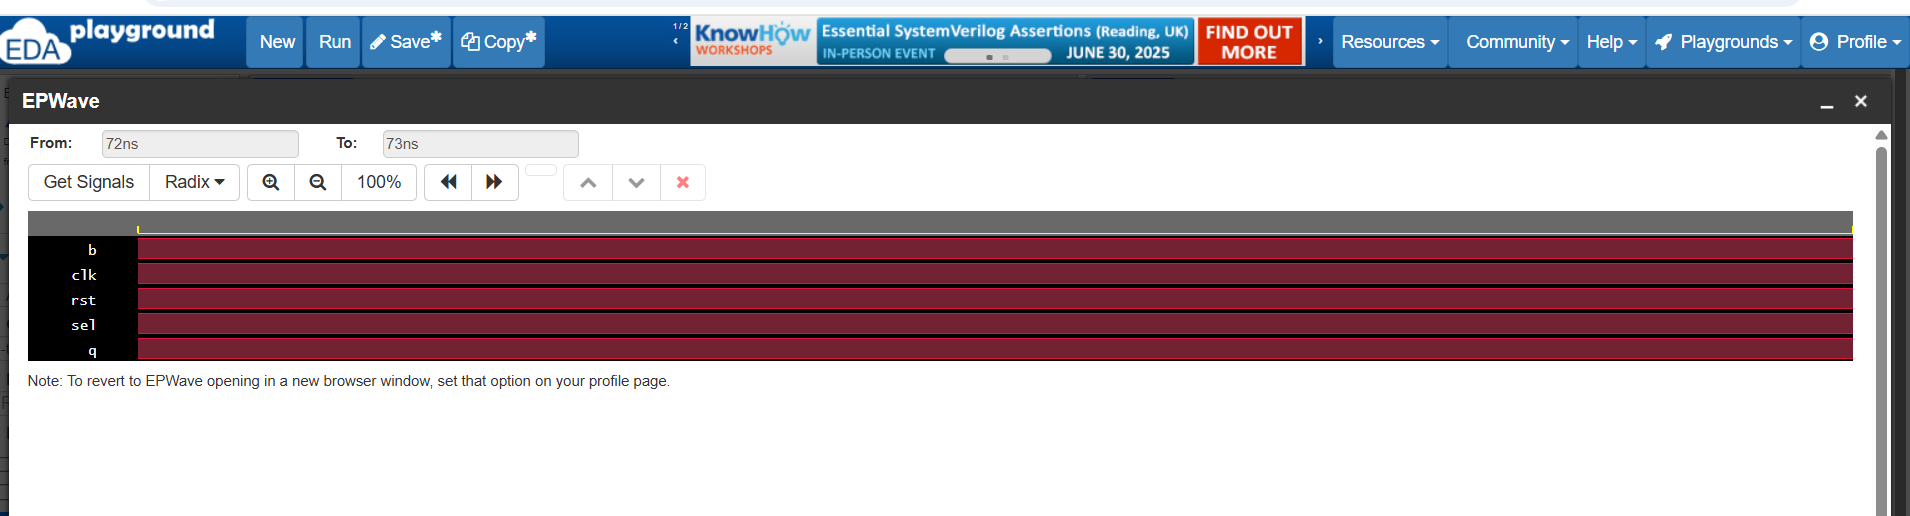 EDA playground
New Run Save* Copy*
1/2
‹
KnowHow
WORKSHOPS
Essential SystemVerilog Assertions (Reading, UK)
IN-PERSON EVENT JUNE 30, 2025
FIND OUT
MORE
›
Resources Community Help Playgrounds Profile
EPWave
From: 72ns To: 73ns
Get Signals Radix 100%
b
clk
rst
sel
q
Note: To revert to EPWave opening in a new browser window, set that option on your profile page.